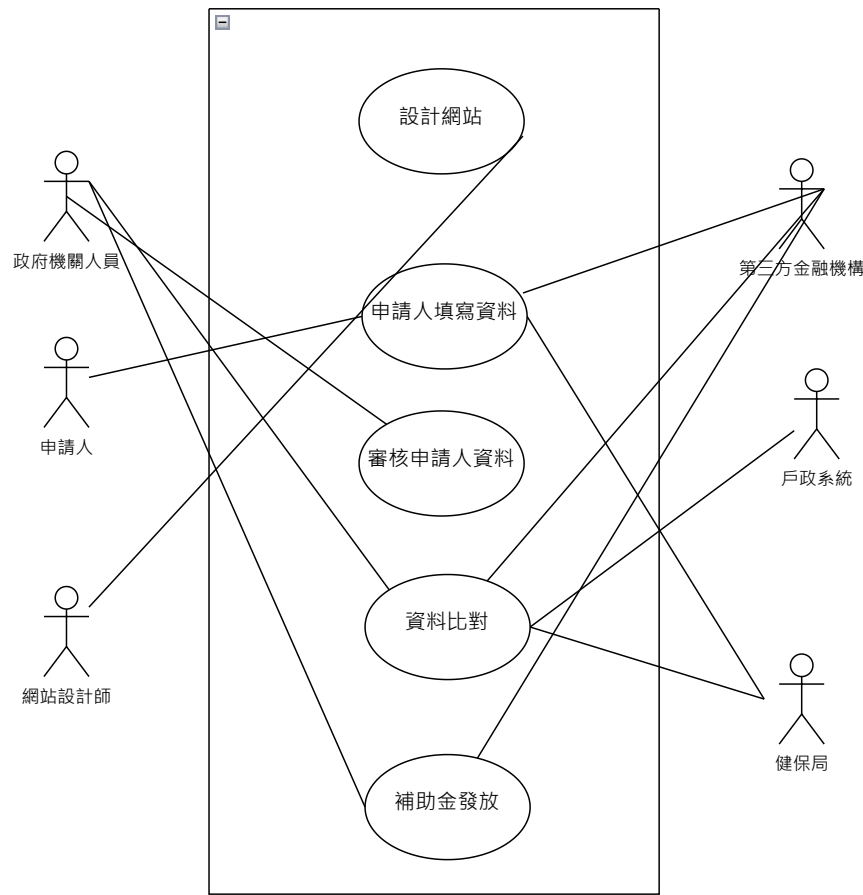 設計網站
政府機關人員
第三方金融機構
申請人填寫資料
申請人
審核申請人資料
戶政系統
資料比對
網站設計師
健保局
補助金發放